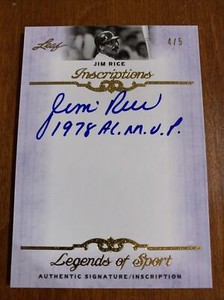 Leaf
4/5
JIM RICE
Inscriptions
Jim Rice
1978 AL M.V.P.
Legends of Sport
AUTHENTIC SIGNATURE/INSCRIPTION